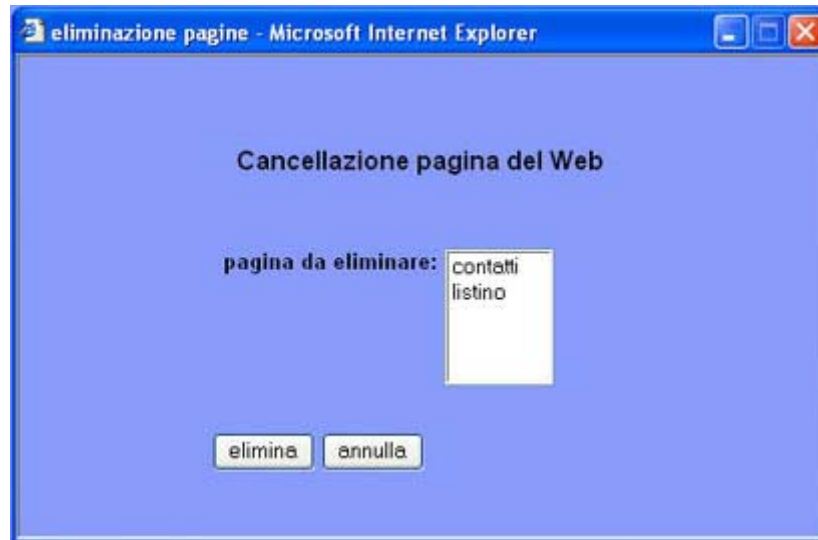 eliminazione pagine - Microsoft Internet Explorer
Cancellazione pagina del Web
pagina da eliminare:
contatti
listino
elimina annulla